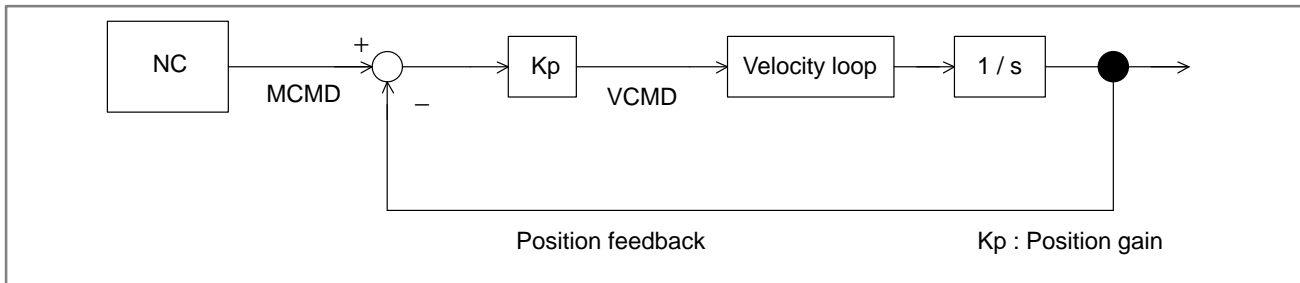 NC
MCMD
+
−
Kp
VCMD
Velocity loop
1 / s
Position feedback
Kp : Position gain